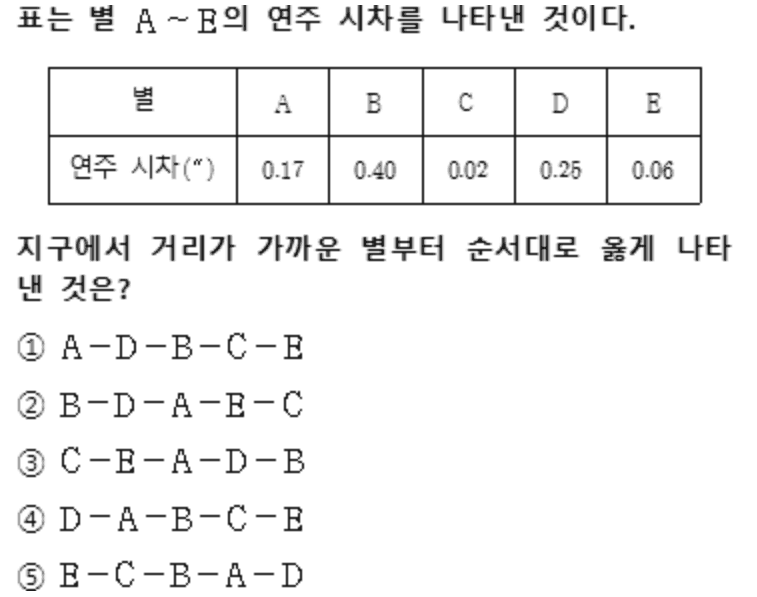 표는 별 A ~ E의 연주 시차를 나타낸 것이다.
별 A B C D E
연주 시차(″) 0.17 0.40 0.02 0.25 0.06
지구에서 거리가 가까운 별부터 순서대로 옳게 나타
낸 것은?
① A－D－B－C－E
② B－D－A－E－C
③ C－E－A－D－B
④ D－A－B－C－E
⑤ E－C－B－A－D